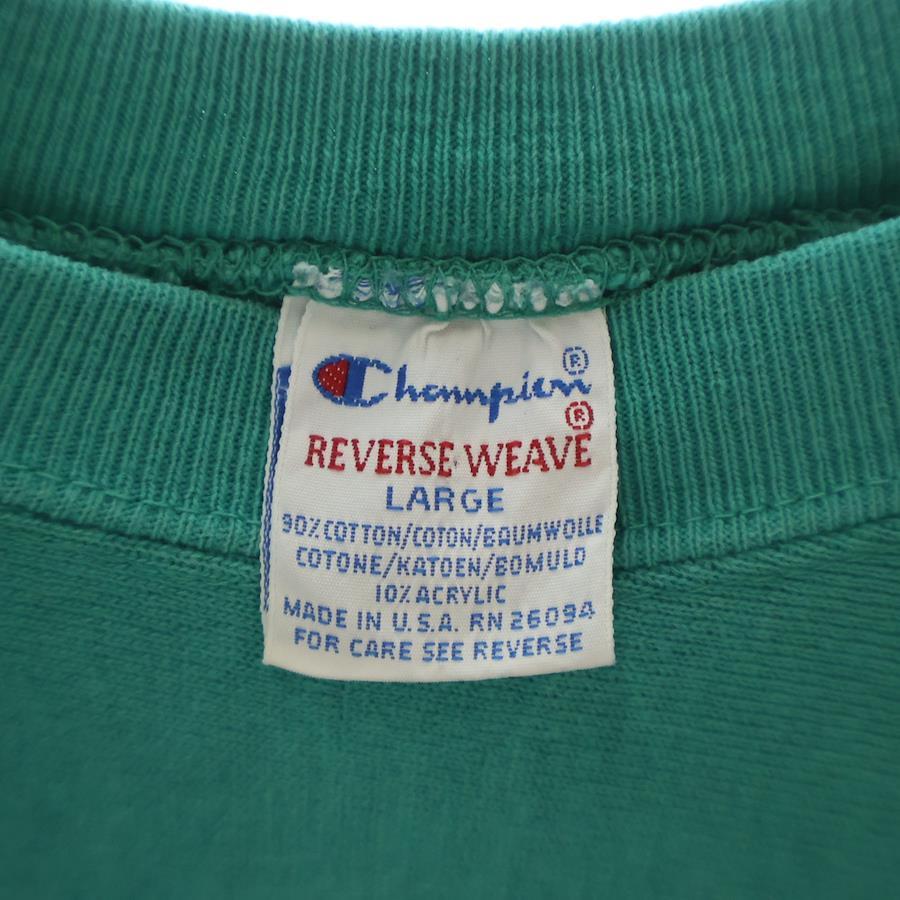 Champion®
REVERSE WEAVE®
LARGE
90% COTTON/COTON/BAUMWOLLE
COTONE/KATOEN/BOMULD
10% ACRYLIC
MADE IN U.S.A. RN 26094
FOR CARE SEE REVERSE